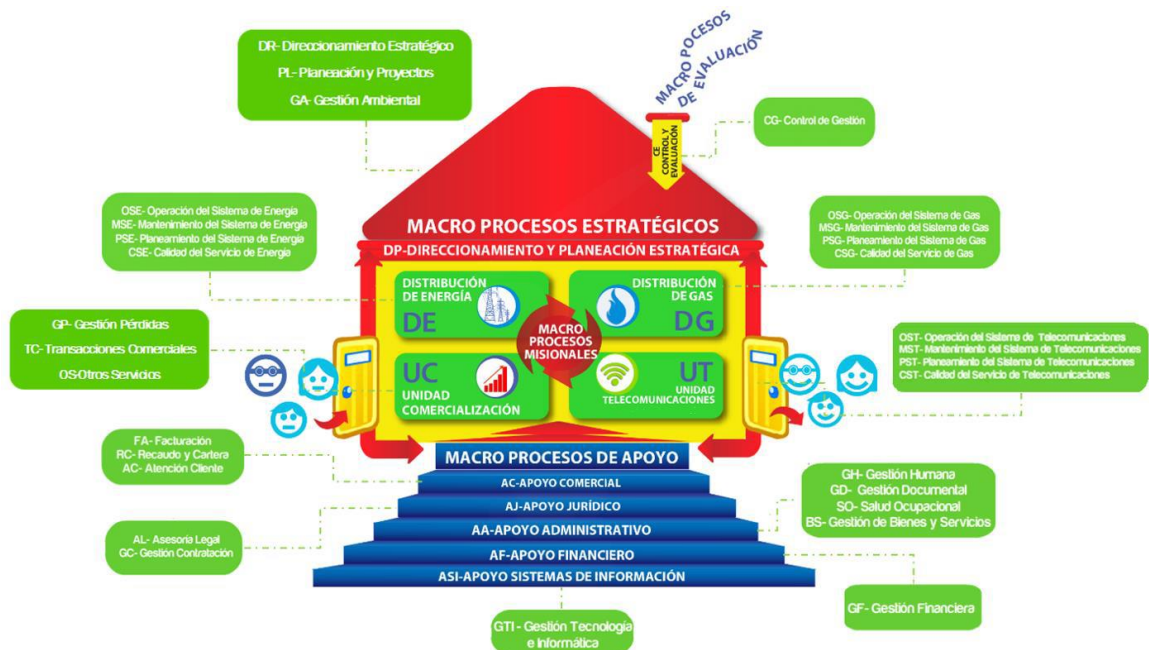 DR- Direccionamiento Estratégico
PL- Planeación y Proyectos
GA- Gestión Ambiental
MACRO POCESOS
DE EVALUACIÓN
CE
CONTROL Y
EVALUACIÓN
CG- Control de Gestión
MACRO PROCESOS ESTRATÉGICOS
DP-DIRECCIONAMIENTO Y PLANEACIÓN ESTRATÉGICA
OSE- Operación del Sistema de Energía
MSE- Mantenimiento del Sistema de Energía
PSE- Planeamiento del Sistema de Energía
CSE- Calidad del Servicio de Energía
OSG- Operación del Sistema de Gas
MSG- Mantenimiento del Sistema de Gas
PSG- Planeamiento del Sistema de Gas
CSG- Calidad del Servicio de Gas
DISTRIBUCIÓN
DE ENERGÍA
DE
DISTRIBUCIÓN
DE GAS
DG
MACRO
PROCESOS
MISIONALES
UC
UNIDAD
COMERCIALIZACIÓN
UT
UNIDAD
TELECOMUNICACIONES
GP- Gestión Pérdidas
TC- Transacciones Comerciales
OS-Otros Servicios
OST- Operación del Sistema de Telecomunicaciones
MST- Mantenimiento del Sistema de Telecomunicaciones
PST- Planeamiento del Sistema de Telecomunicaciones
CST- Calidad del Servicio de Telecomunicaciones
MACRO PROCESOS DE APOYO
AC-APOYO COMERCIAL
AJ-APOYO JURÍDICO
AA-APOYO ADMINISTRATIVO
AF-APOYO FINANCIERO
ASI-APOYO SISTEMAS DE INFORMACIÓN
FA- Facturación
RC- Recaudo y Cartera
AC- Atención Cliente
AL- Asesoría Legal
GC- Gestión Contratación
GH- Gestión Humana
GD- Gestión Documental
SO- Salud Ocupacional
BS- Gestión de Bienes y Servicios
GF- Gestión Financiera
GTI - Gestión Tecnología
e Informática